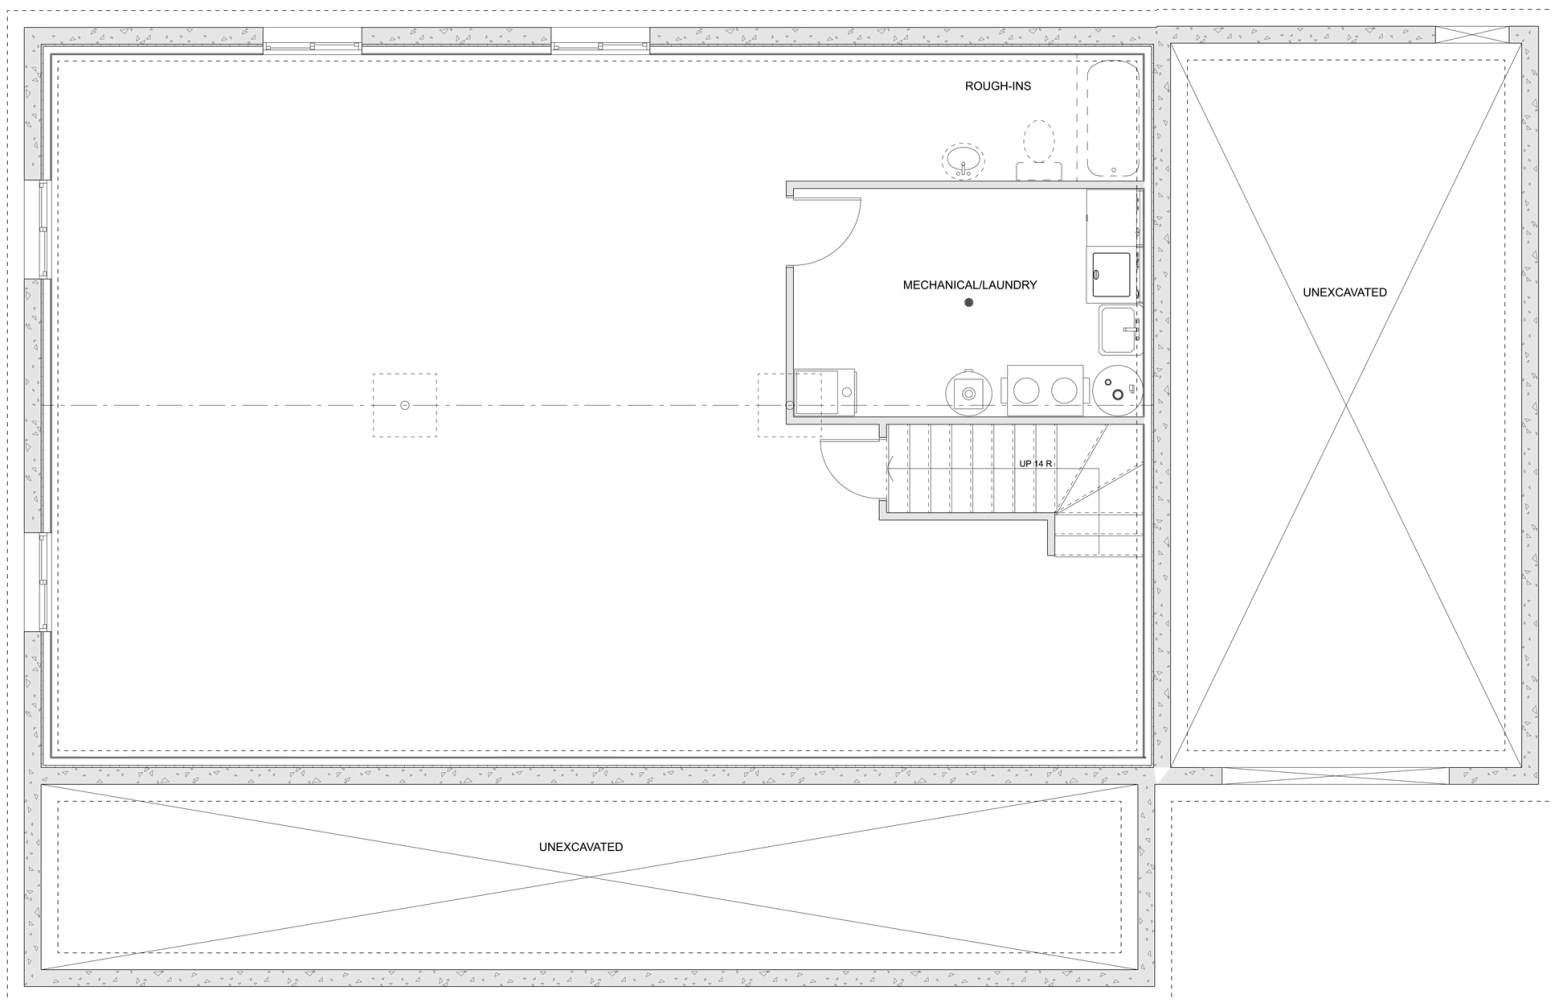 ROUGH-INS
MECHANICAL/LAUNDRY
UNEXCAVATED
UP 14 R
UNEXCAVATED